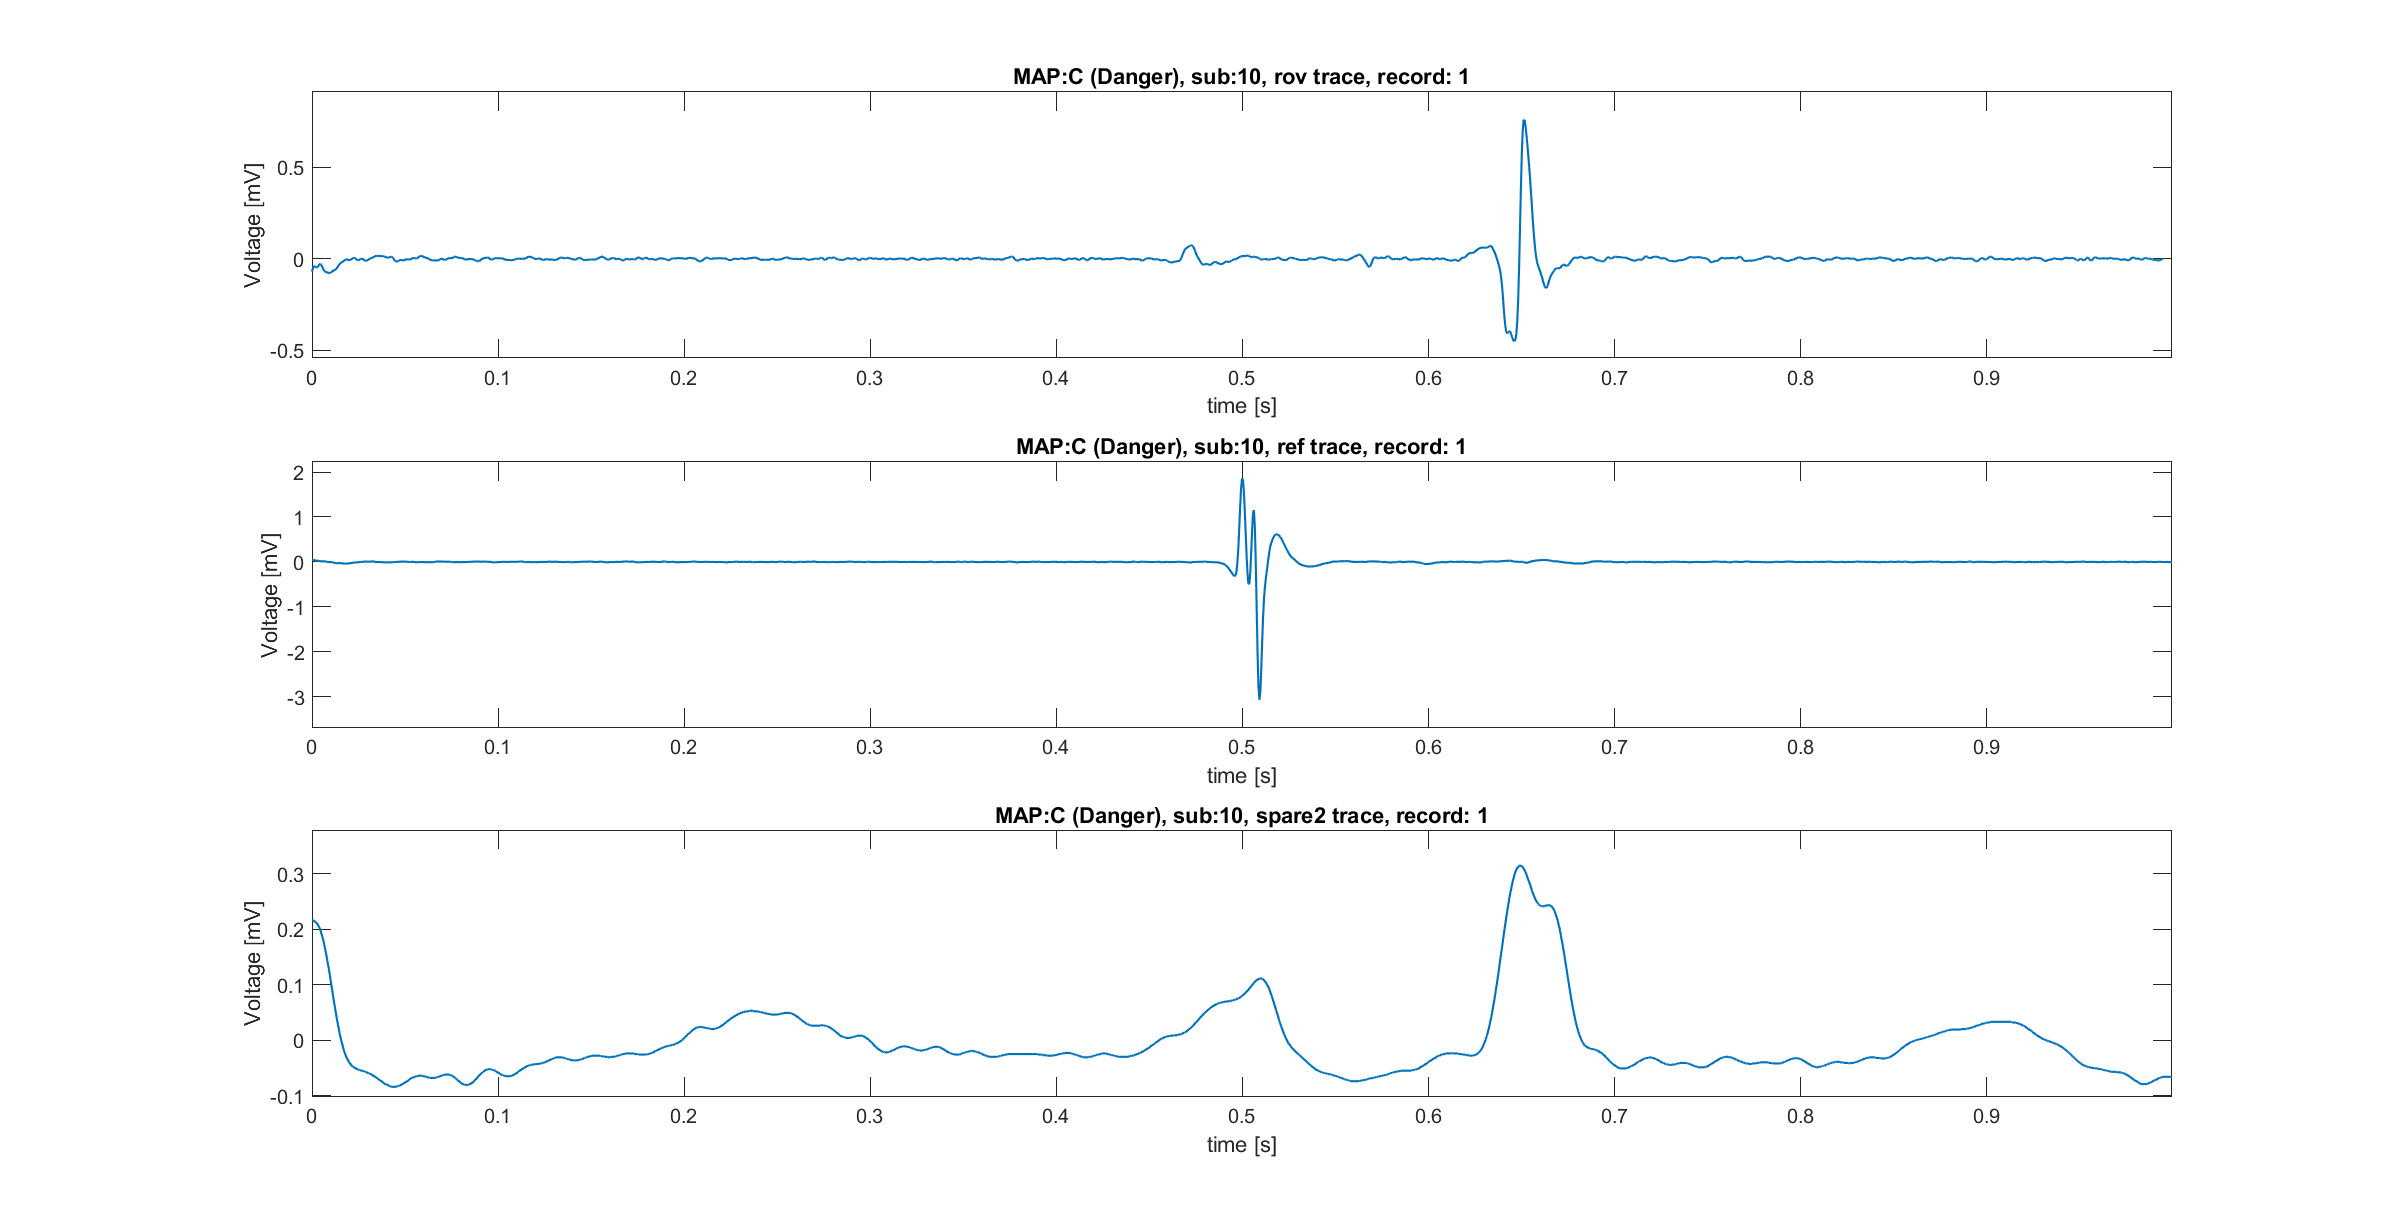 MAP:C (Danger), sub:10, rov trace, record: 1
Voltage [mV]
0.5
0
-0.5
0 0.1 0.2 0.3 0.4 0.5 0.6 0.7 0.8 0.9
time [s]
MAP:C (Danger), sub:10, ref trace, record: 1
Voltage [mV]
2
1
0
-1
-2
-3
0 0.1 0.2 0.3 0.4 0.5 0.6 0.7 0.8 0.9
time [s]
MAP:C (Danger), sub:10, spare2 trace, record: 1
Voltage [mV]
0.3
0.2
0.1
0
-0.1
0 0.1 0.2 0.3 0.4 0.5 0.6 0.7 0.8 0.9
time [s]